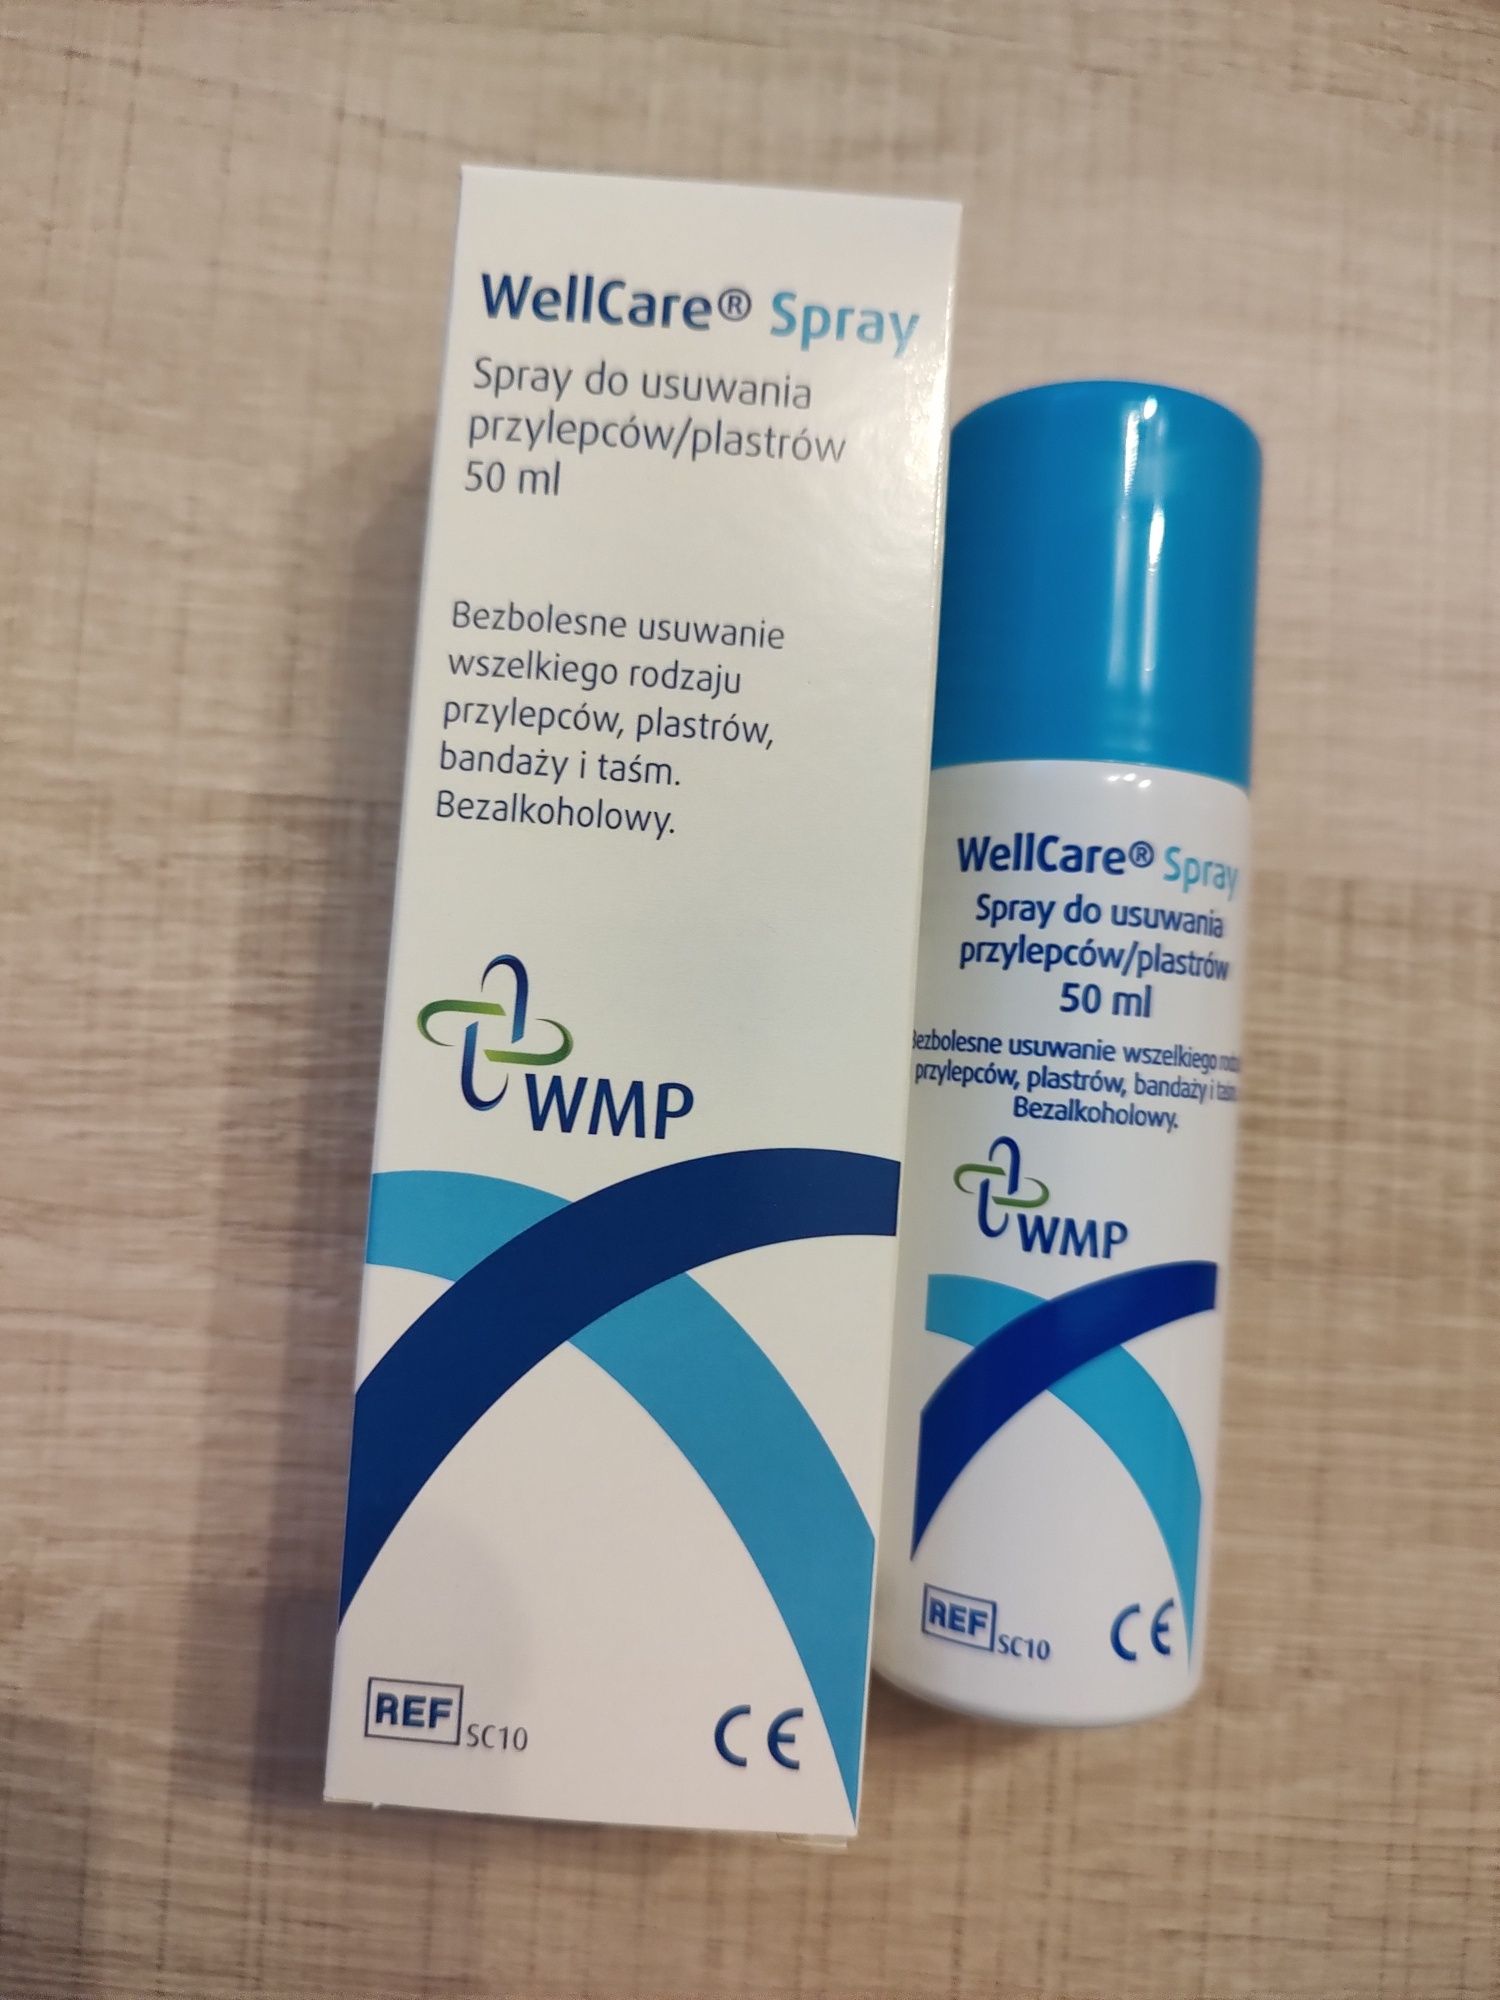 WellCare® Spray
Spray do usuwania
przylepców/plastrów
50 ml
Bezbolesne usuwanie
wszelkiego rodzaju
przylepców, plastrów,
bandaży i taśm.
Bezalkoholowy.
WMP
REF SC10
CE
WellCare® Spray
Spray do usuwania
przylepców/plastrów
50 ml
Bezbolesne usuwanie wszelkiego
przylepców, plastrów, bandaży i
Bezalkoholowy.
WMP
REF SC10
CE